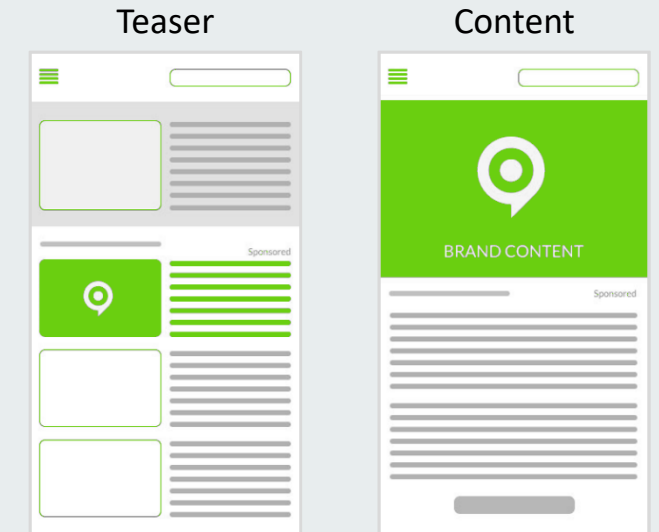 Teaser
Content
Sponsored
BRAND CONTENT
Sponsored